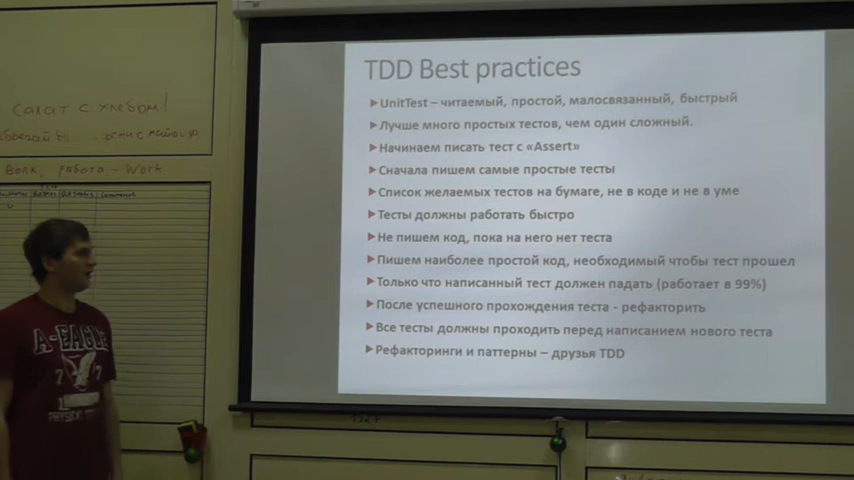 салат с хлебом!
Волк, работа - Work
TDD Best practices
UnitTest – читаемый, простой, малосвязанный, быстрый
Лучше много простых тестов, чем один сложный.
Начинаем писать тест с «Assert»
Сначала пишем самые простые тесты
Список желаемых тестов на бумаге, не в коде и не в уме
Тесты должны работать быстро
Не пишем код, пока на него нет теста
Пишем наиболее простой код, необходимый чтобы тест прошел
Только что написанный тест должен падать (работает в 99%)
После успешного прохождения теста - рефакторить
Все тесты должны проходить перед написанием нового теста
Рефакторинги и паттерны – друзья TDD
A-EAGLE
7 7
PHYSICAL